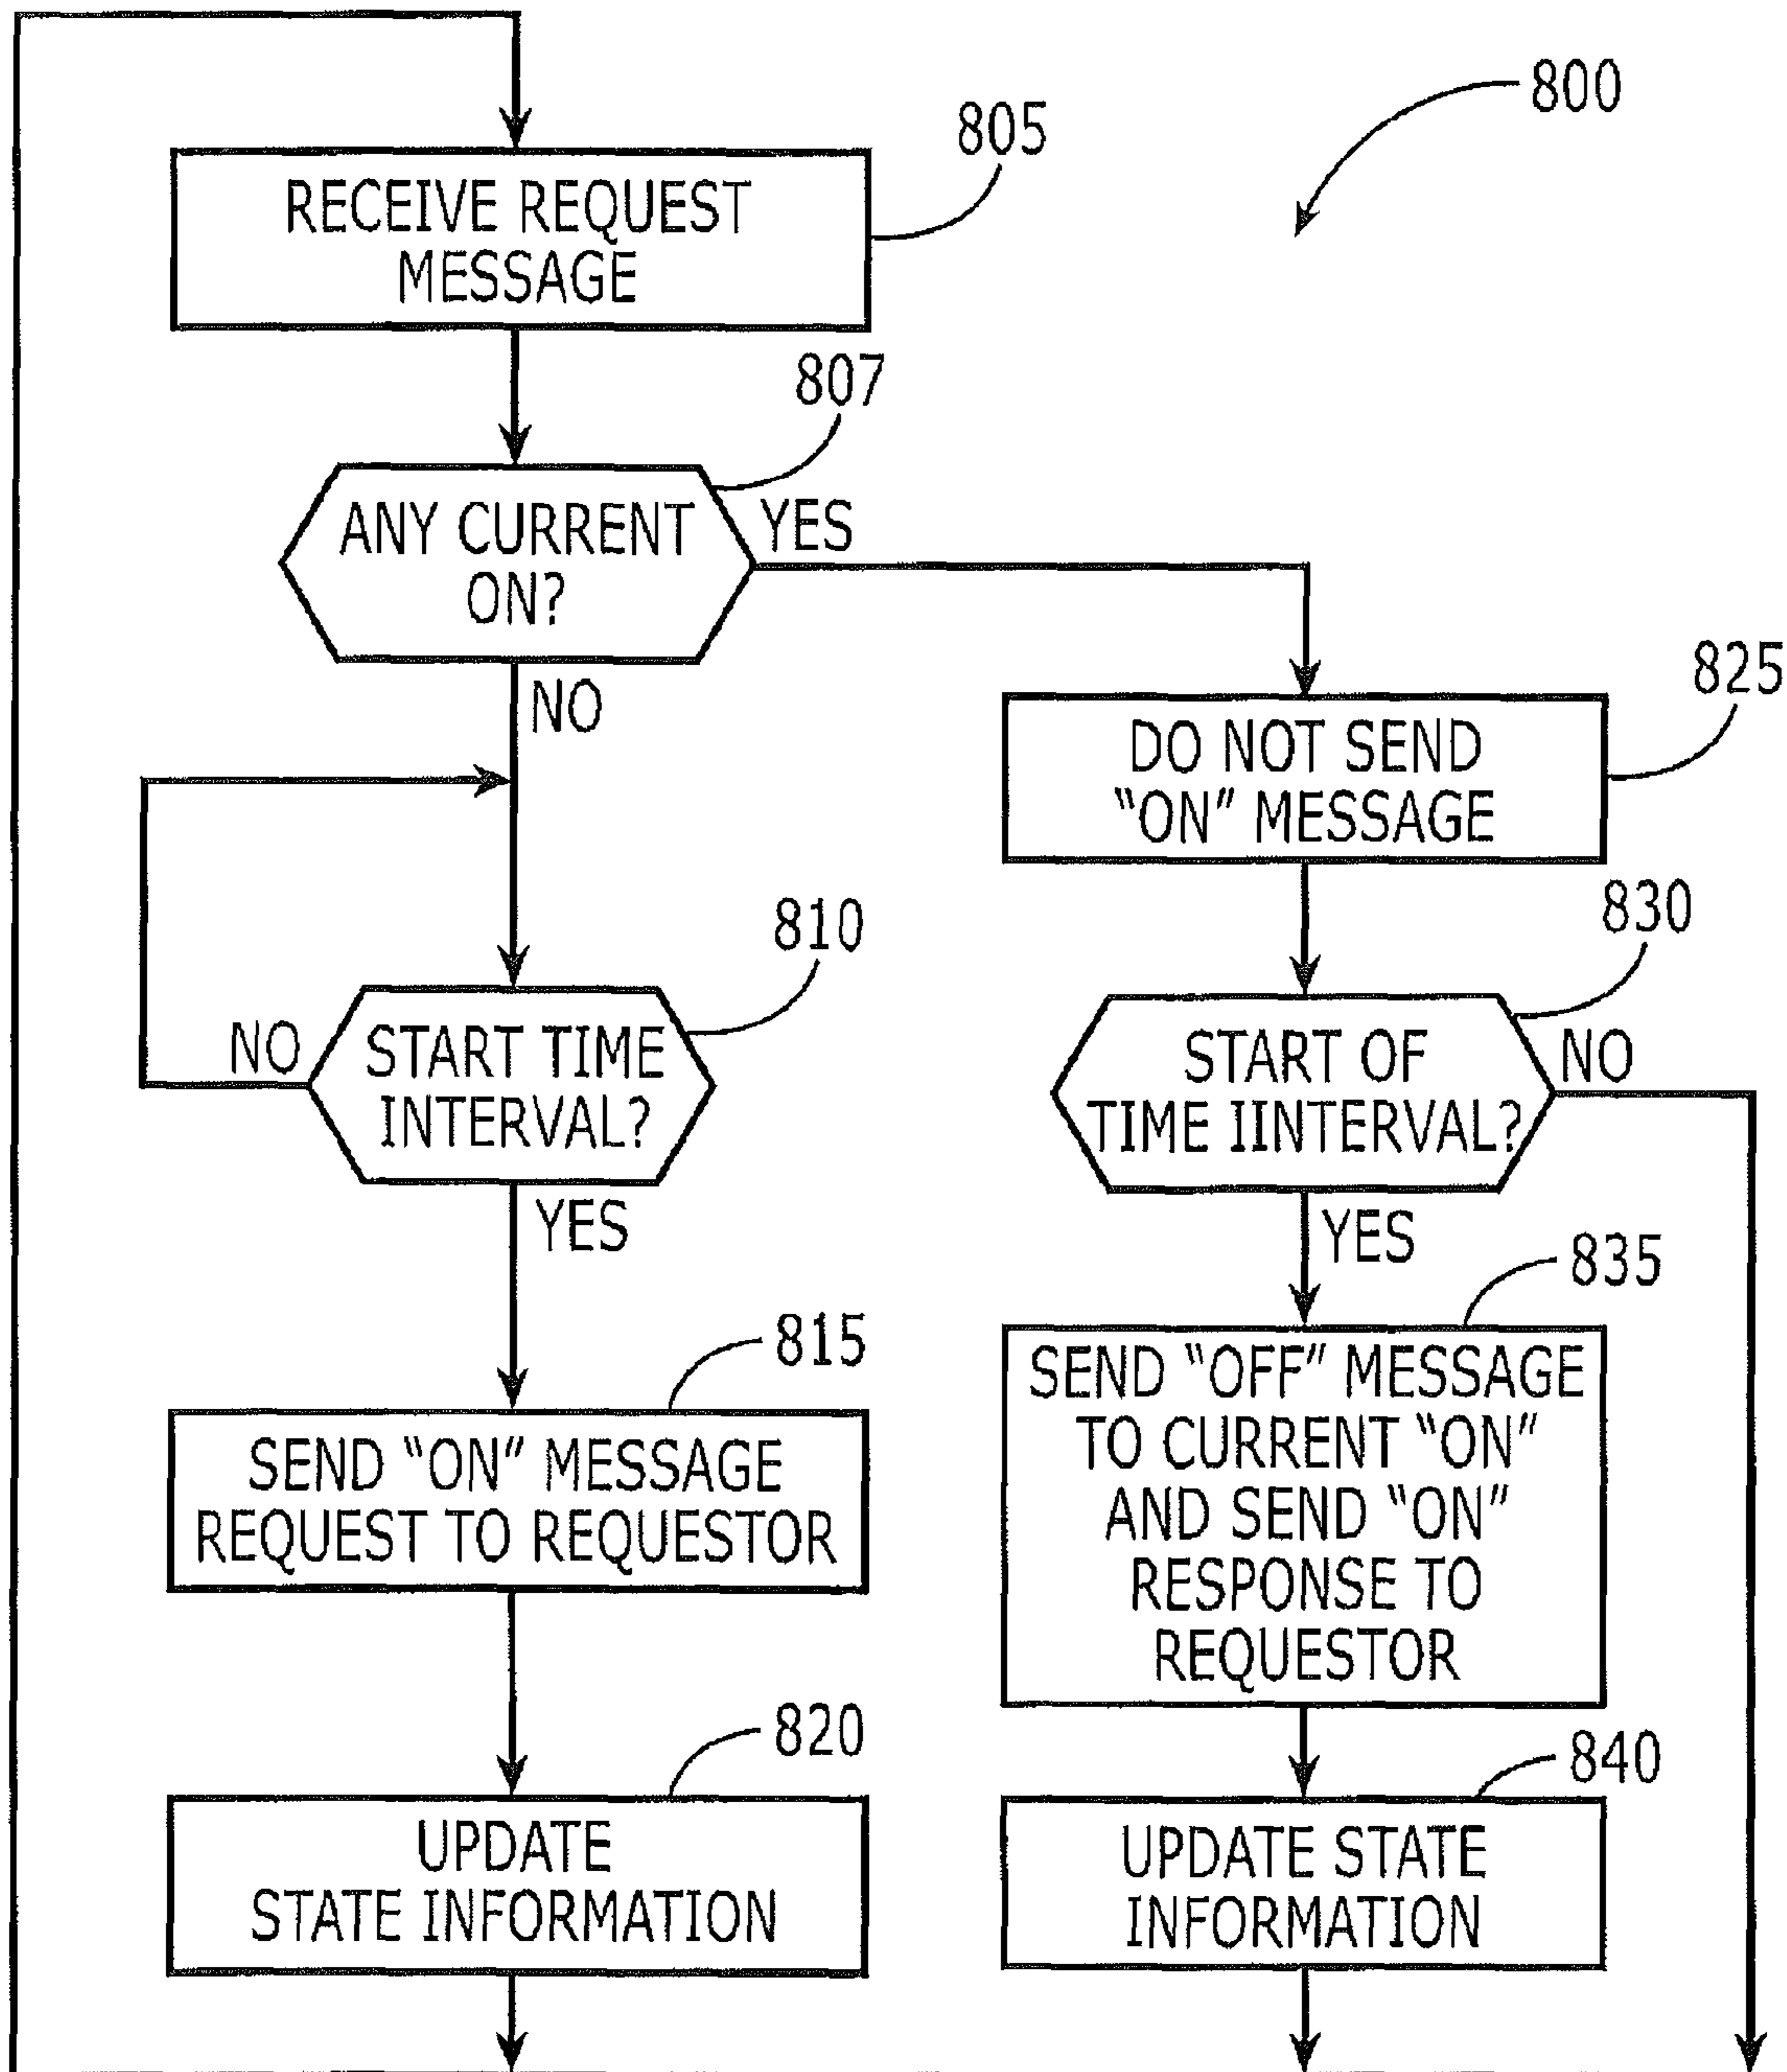 800
805
RECEIVE REQUEST
MESSAGE
807
ANY CURRENT
ON?
YES
NO
825
DO NOT SEND
“ON” MESSAGE
810
START TIME
INTERVAL?
NO
YES
830
START OF
TIME IINTERVAL?
NO
YES
815
SEND “ON” MESSAGE
REQUEST TO REQUESTOR
835
SEND “OFF” MESSAGE
TO CURRENT “ON”
AND SEND “ON”
RESPONSE TO
REQUESTOR
820
UPDATE
STATE INFORMATION
840
UPDATE STATE
INFORMATION